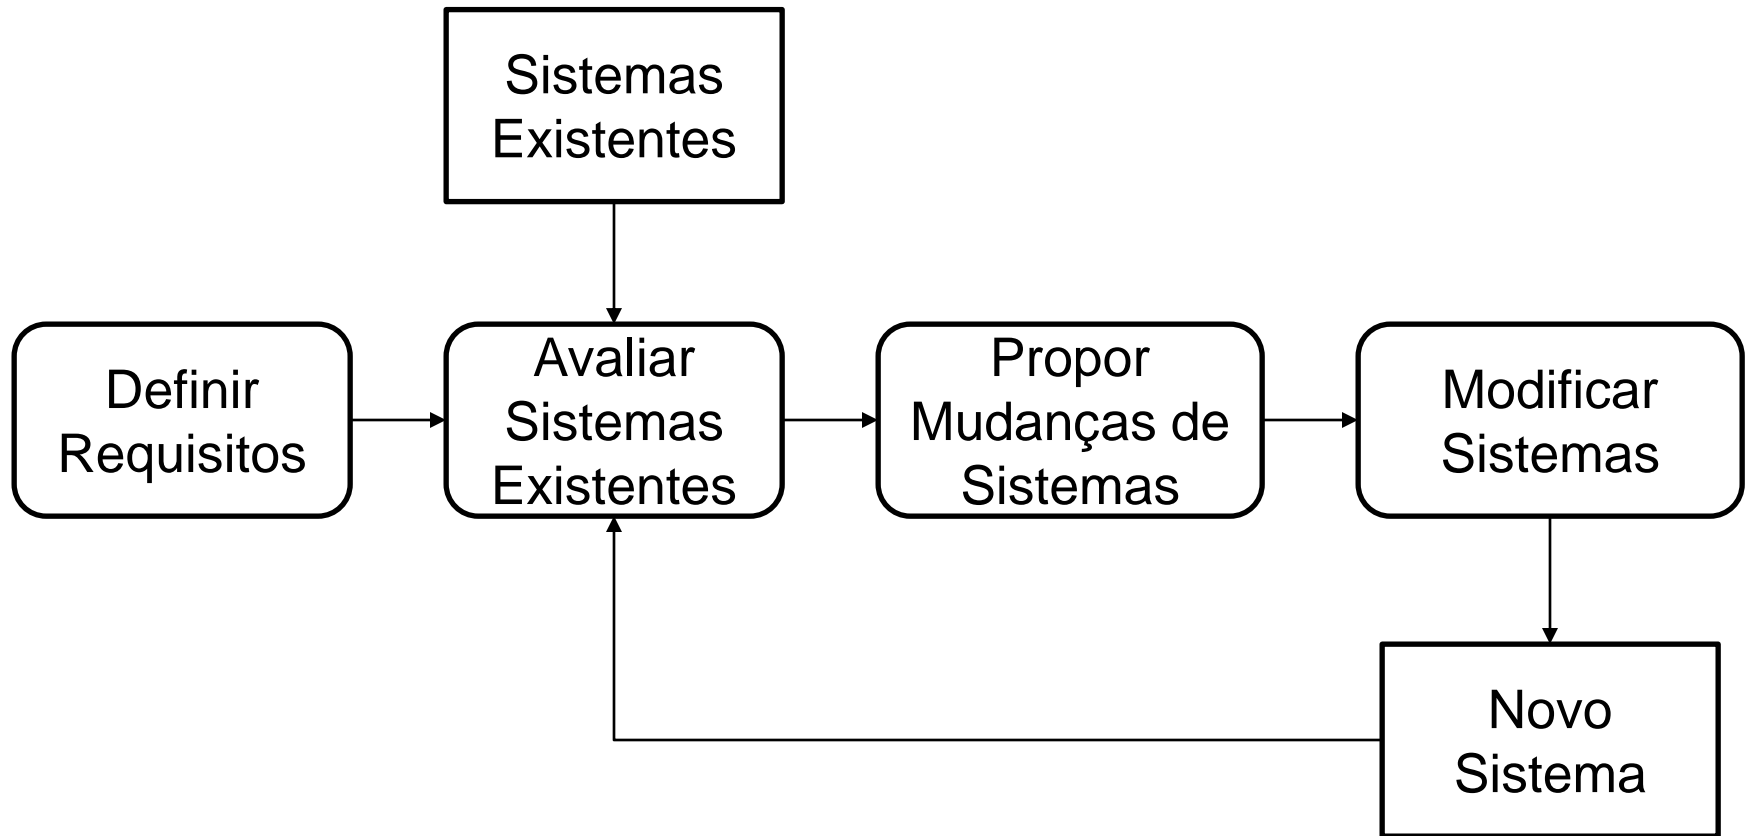 Sistemas
Existentes
Definir
Requisitos
Avaliar
Sistemas
Existentes
Propor
Mudanças de
Sistemas
Modificar
Sistemas
Novo
Sistema